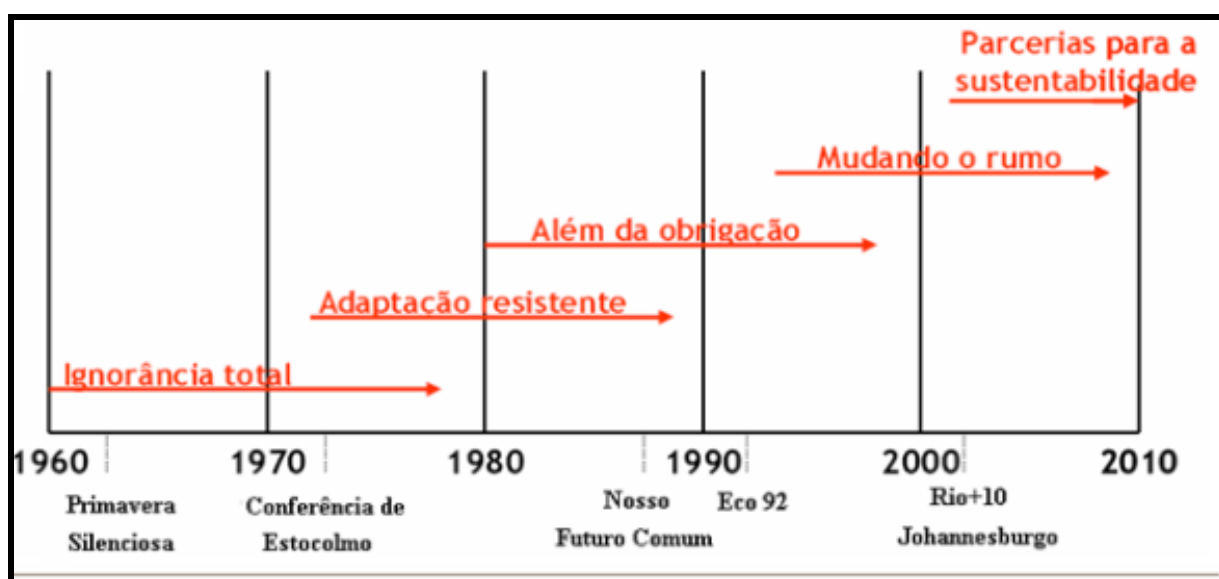 Parcerias para a
sustentabilidade
Mudando o rumo
Além da obrigação
Adaptação resistente
Ignorância total
1960 1970 1980 1990 2000 2010
Primavera Conferência de Nosso Eco 92 Rio+10
Silenciosa Estocolmo Futuro Comum Johannesburgo